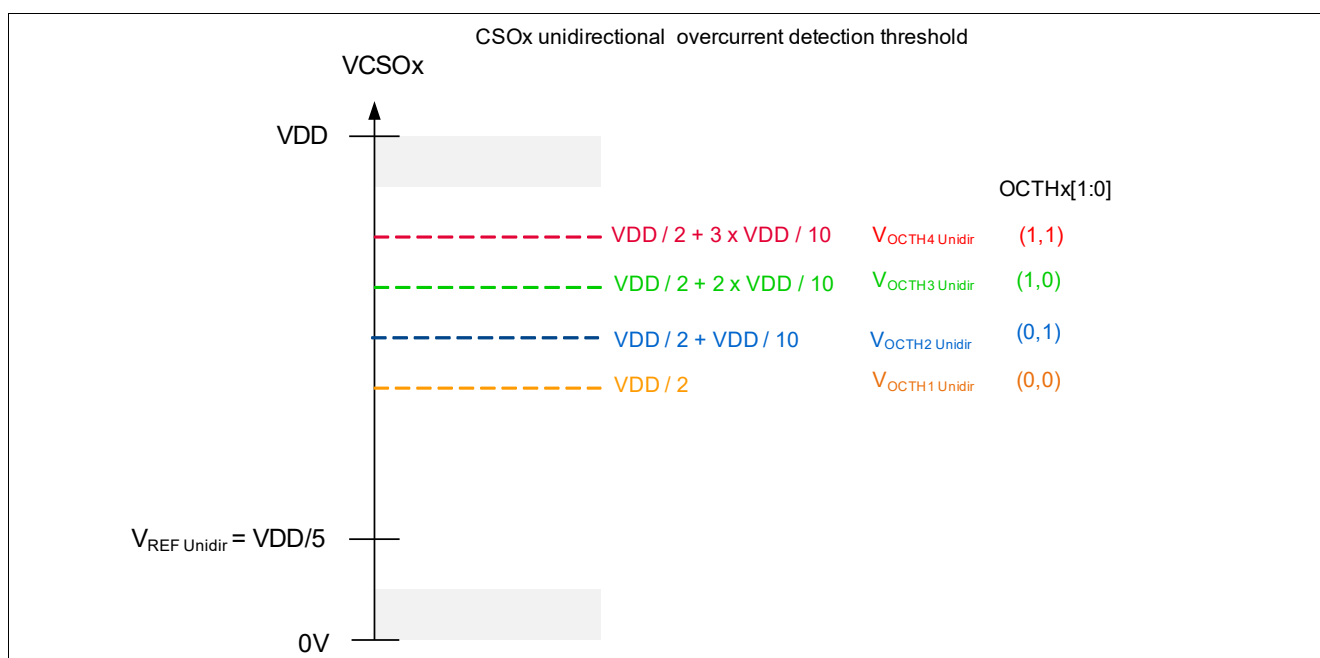 CSOx unidirectional overcurrent detection threshold
VCSOx
VDD
OCTHx[1:0]
VDD / 2 + 3 x VDD / 10 VOCTH4 Unidir (1,1)
VDD / 2 + 2 x VDD / 10 VOCTH3 Unidir (1,0)
VDD / 2 + VDD / 10 VOCTH2 Unidir (0,1)
VDD / 2 VOCTH1 Unidir (0,0)
VREF Unidir = VDD/5
0V